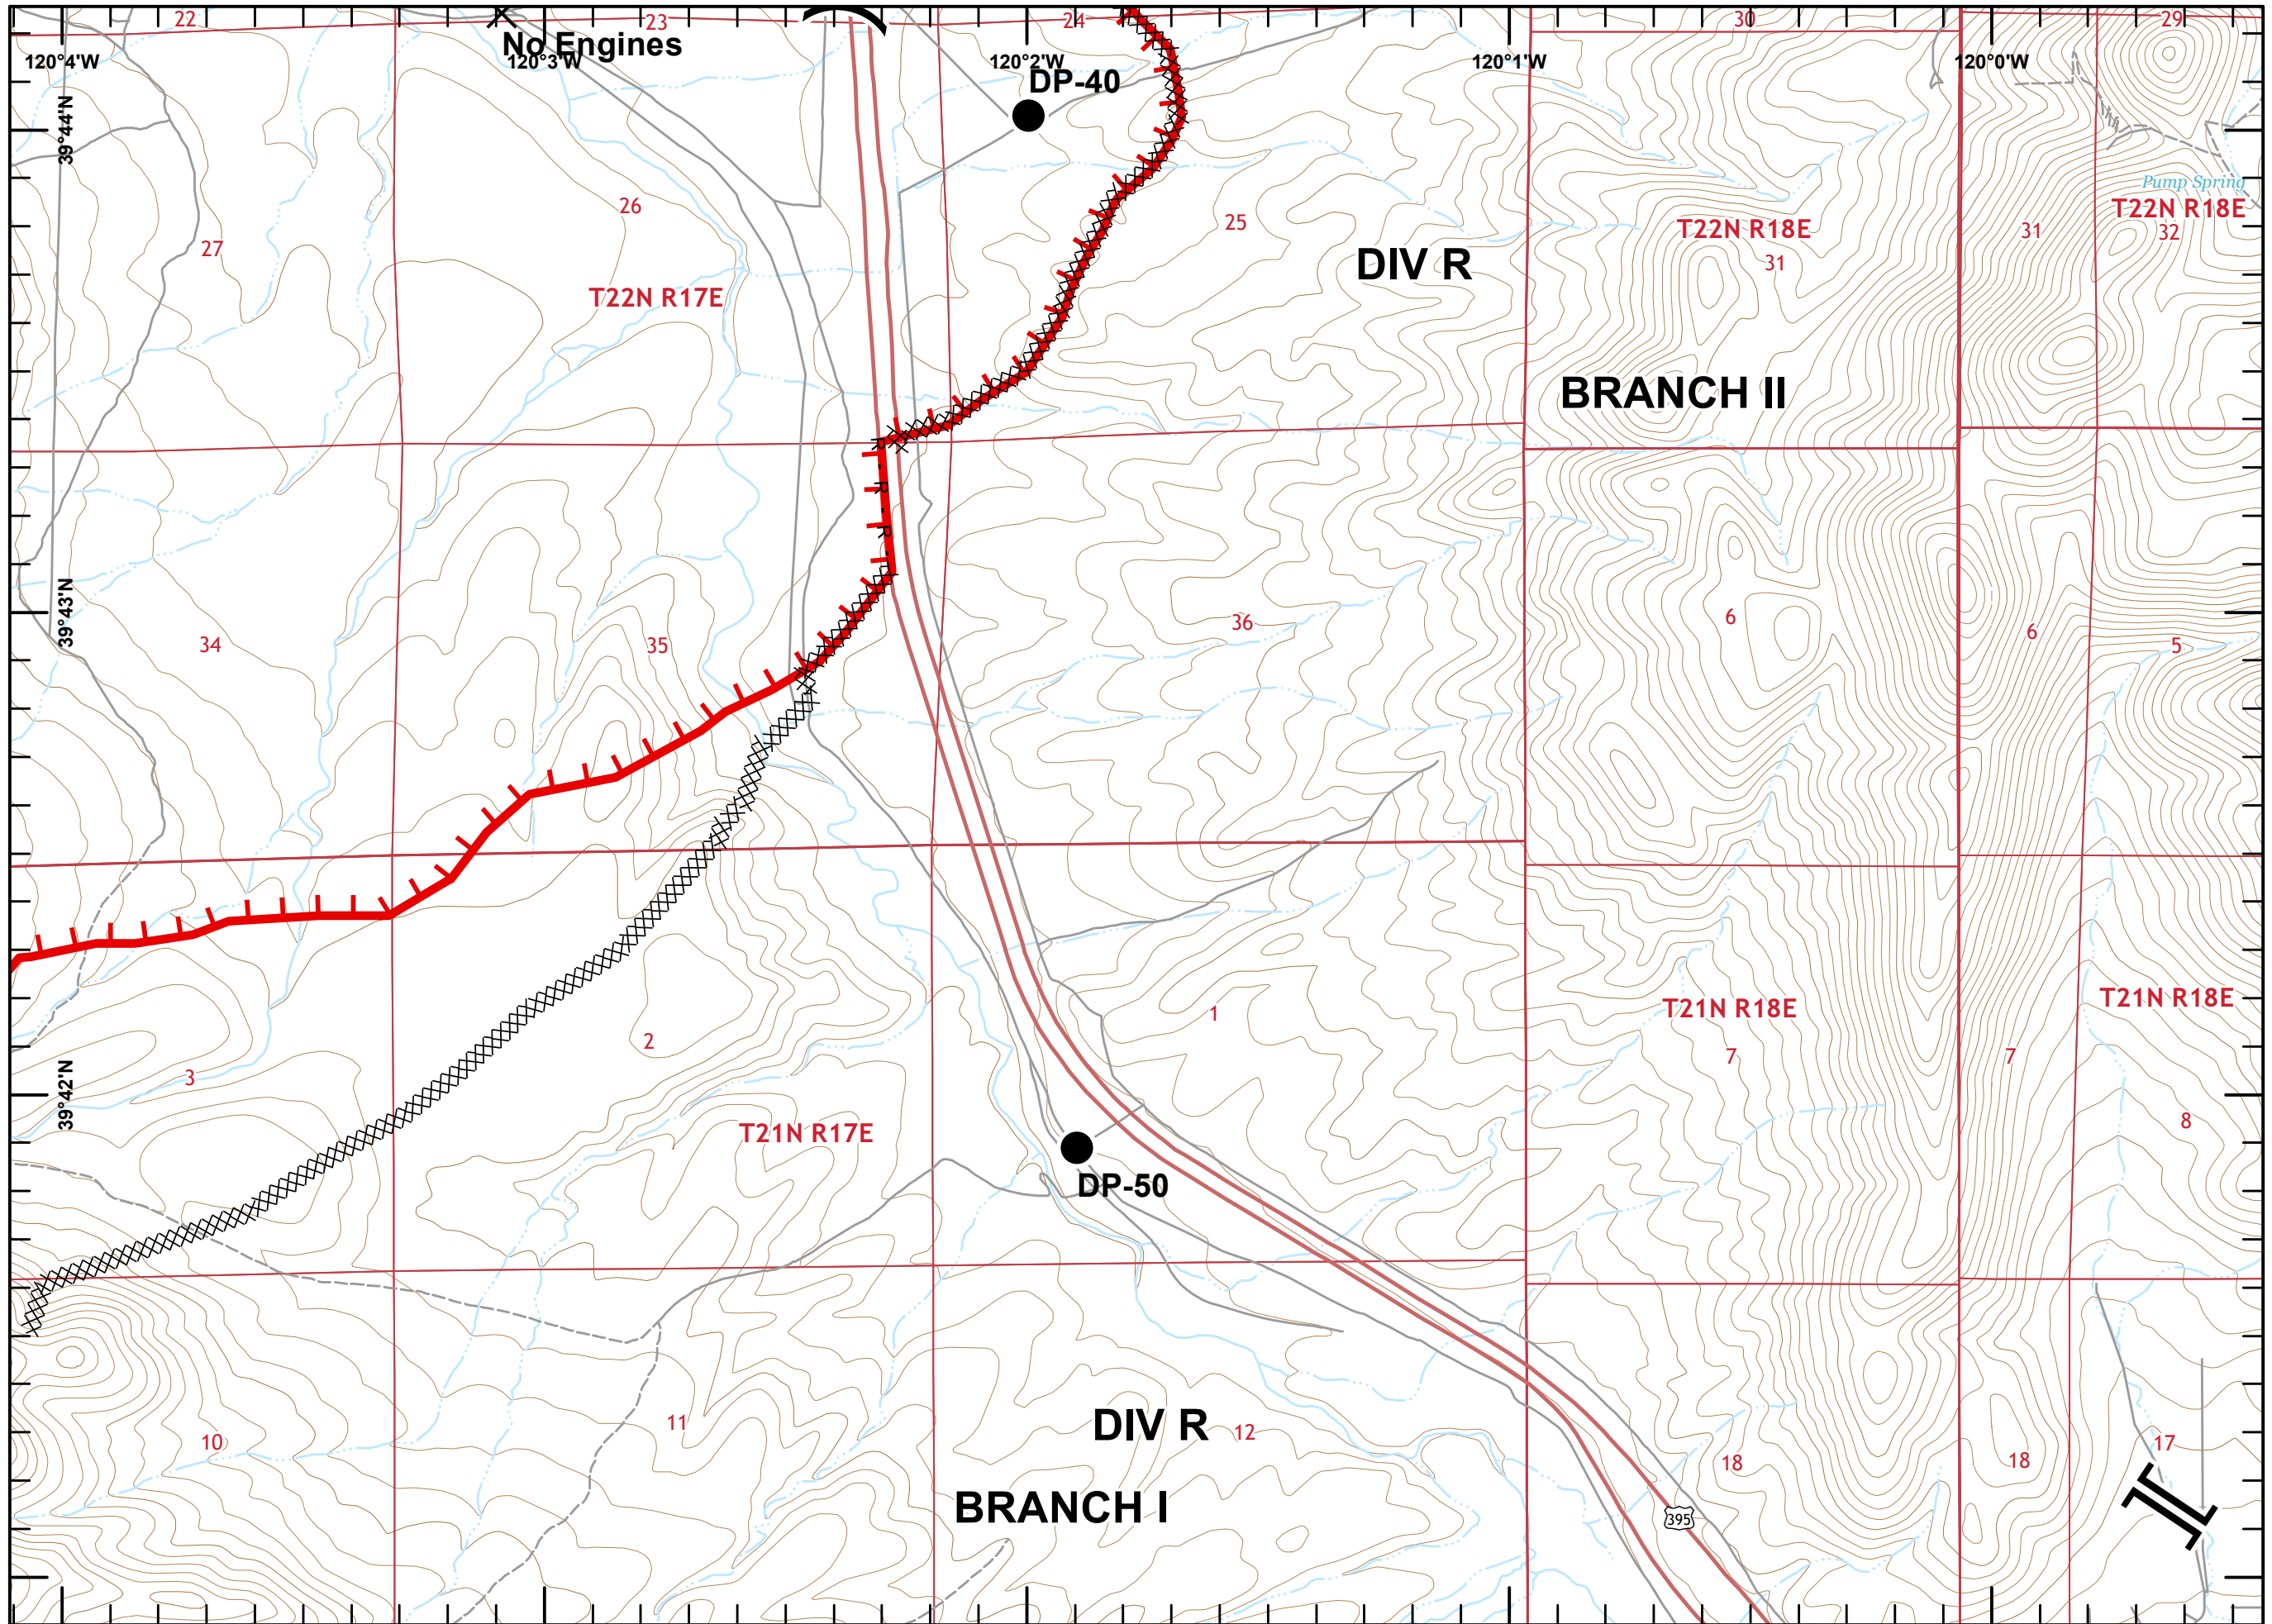 22
23
24
30
29
No Engines
120°4'W
120°3'W
120°2'W
120°1'W
120°0'W
DP-40
39°44'N
Pump Spring
26
25
27
T22N R18E
31
31
T22N R18E
32
DIV R
T22N R17E
BRANCH II
R
R
39°43'N
34
35
36
6
6
5
T21N R18E
T21N R18E
1
2
3
7
7
39°42'N
8
T21N R17E
DP-50
DIV R
10
11
12
18
18
17
BRANCH I
395